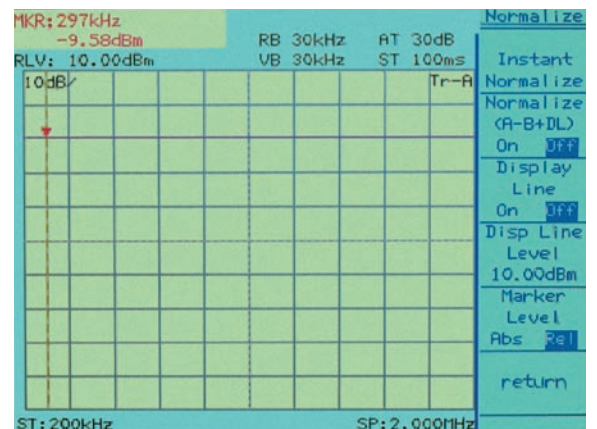 MKR:297kHz
-9.58dBm
RB 30kHz AT 30dB
RLV: 10.00dBm VB 30kHz ST 100ms
10dB/ Tr-A
ST:200kHz SP:2.000MHz
Normalize
Instant
Normalize
Normalize
(A-B+DL)
On Off
Display
Line
On Off
Disp Line
Level
10.00dBm
Marker
Level
Abs Rel
return